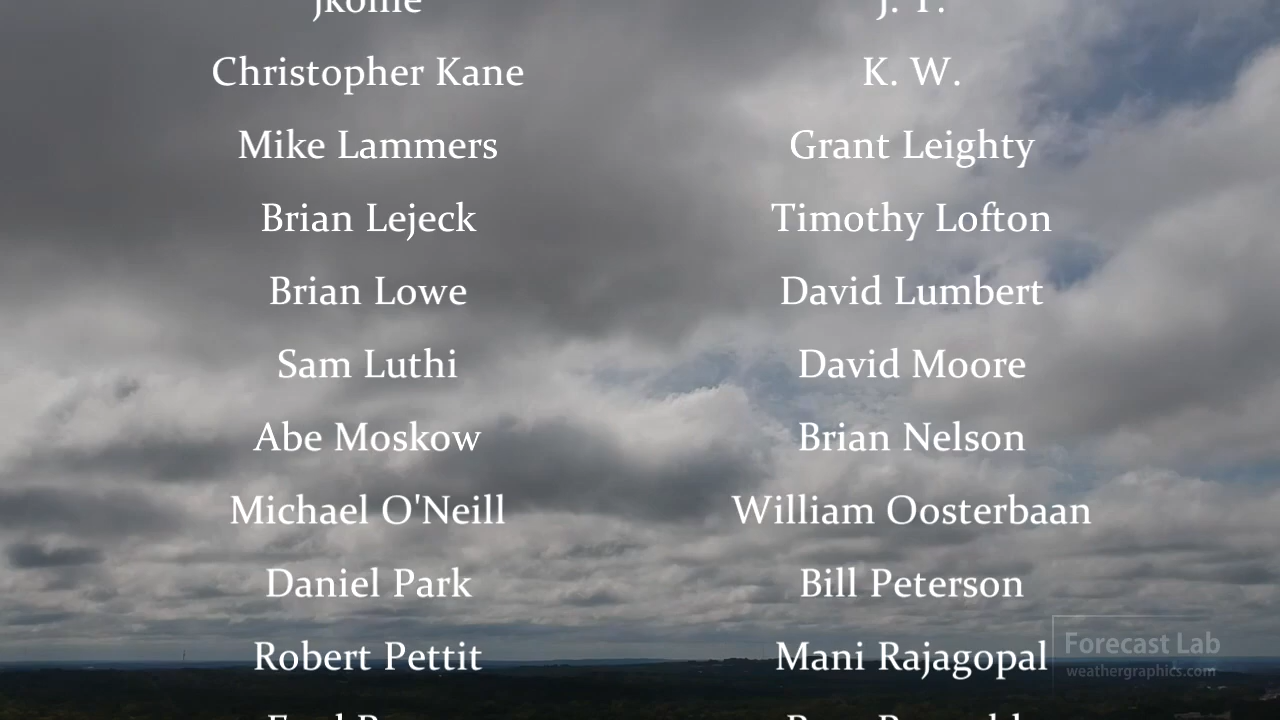 Christopher Kane
K. W.
Mike Lammers
Grant Leighty
Brian Lejeck
Timothy Lofton
Brian Lowe
David Lumbert
Sam Luthi
David Moore
Abe Moskow
Brian Nelson
Michael O'Neill
William Oosterbaan
Daniel Park
Bill Peterson
Robert Pettit
Mani Rajagopal
Forecast Lab
weathergraphics.com